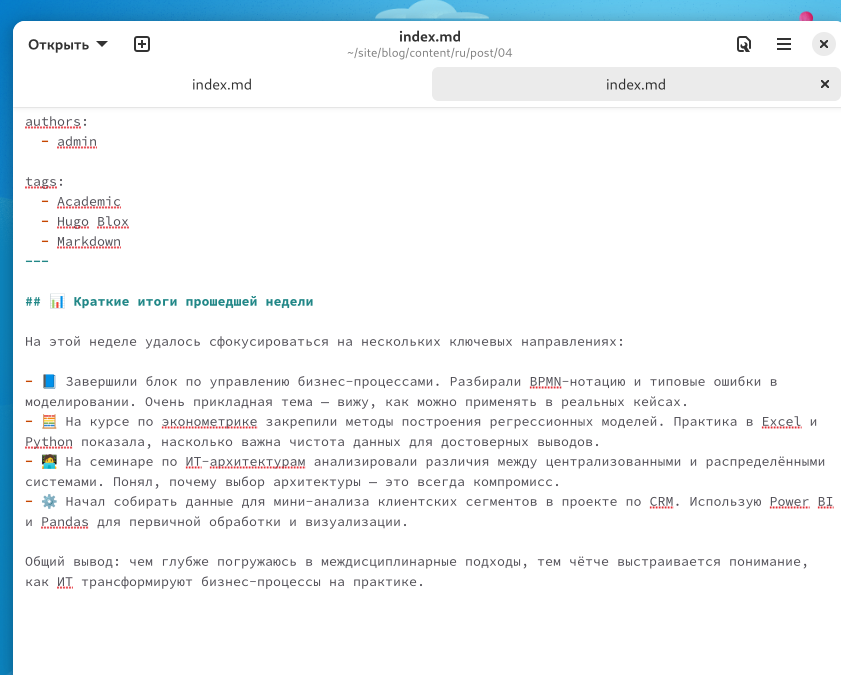 Открыть
index.md
~/site/blog/content/ru/post/04
index.md
index.md
authors:
- admin
tags:
- Academic
- Hugo Blox
- Markdown
---
## 📊 Краткие итоги прошедшей недели
На этой неделе удалось сфокусироваться на нескольких ключевых направлениях:
- 📘 Завершили блок по управлению бизнес-процессами. Разбирали BPMN-нотацию и типовые ошибки в
моделировании. Очень прикладная тема — вижу, как можно применять в реальных кейсах.
- 🧮 На курсе по эконометрике закрепили методы построения регрессионных моделей. Практика в Excel и
Python показала, насколько важна чистота данных для достоверных выводов.
- 🧑‍💻 На семинаре по ИТ-архитектурам анализировали различия между централизованными и распределёнными
системами. Понял, почему выбор архитектуры — это всегда компромисс.
- ⚙️ Начал собирать данные для мини-анализа клиентских сегментов в проекте по CRM. Использую Power BI
и Pandas для первичной обработки и визуализации.
Общий вывод: чем глубже погружаюсь в междисциплинарные подходы, тем чётче выстраивается понимание,
как ИТ трансформируют бизнес-процессы на практике.